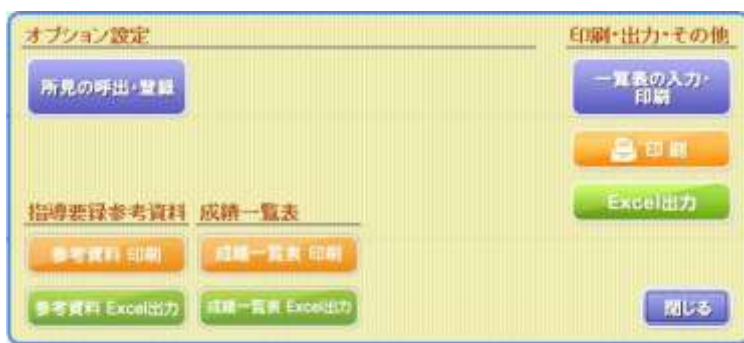 オプション設定
印刷・出力・その他
所見の呼出・登録
一覧表の入力・
印刷
印 刷
Excel出力
指導要録参考資料
成績一覧表
参考資料 印刷
成績一覧表 印刷
参考資料 Excel出力
成績一覧表 Excel出力
閉じる